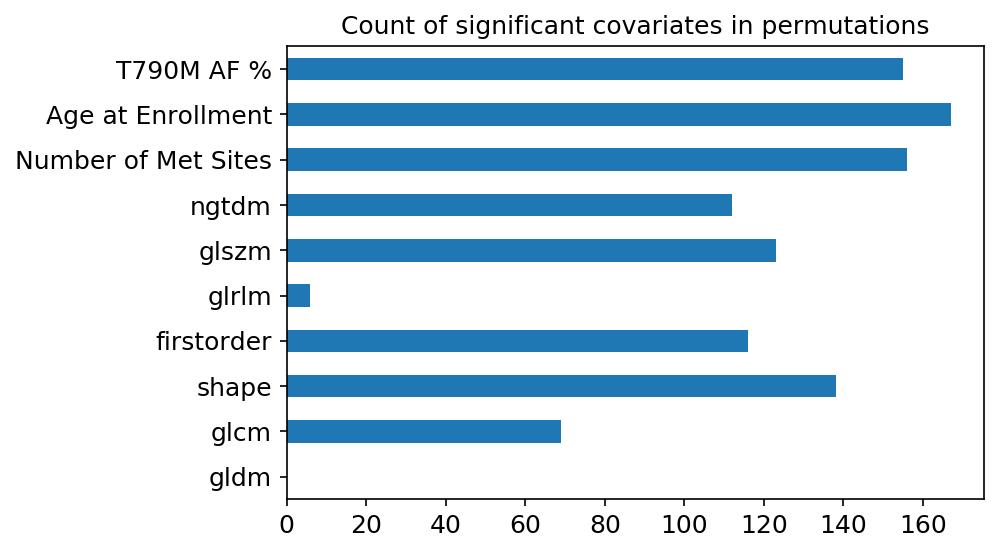 Count of significant covariates in permutations
T790M AF %
Age at Enrollment
Number of Met Sites
ngtdm
glszm
glrlm
firstorder
shape
glcm
gldm
0 20 40 60 80 100 120 140 160